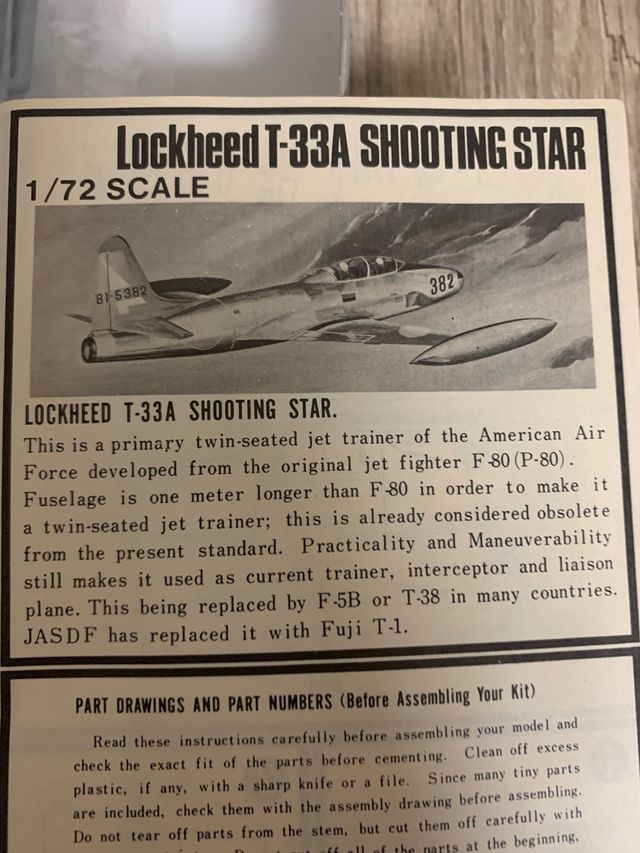 Lockheed T-33A SHOOTING STAR
1/72 SCALE
81-5382
382
LOCKHEED T-33A SHOOTING STAR.
This is a primary twin-seated jet trainer of the American Air
Force developed from the original jet fighter F-80 (P-80).
Fuselage is one meter longer than F-80 in order to make it
a twin-seated jet trainer; this is already considered obsolete
from the present standard. Practicality and Maneuverability
still makes it used as current trainer, interceptor and liaison
plane. This being replaced by F-5B or T-38 in many countries.
JASDF has replaced it with Fuji T-1.
PART DRAWINGS AND PART NUMBERS (Before Assembling Your Kit)
Read these instructions carefully before assembling your model and
check the exact fit of the parts before cementing. Clean off excess
plastic, if any, with a sharp knife or a file. Since many tiny parts
are included, check them with the assembly drawing before assembling.
Do not tear off parts from the stem, but cut them off carefully with
off all of the parts at the beginning,